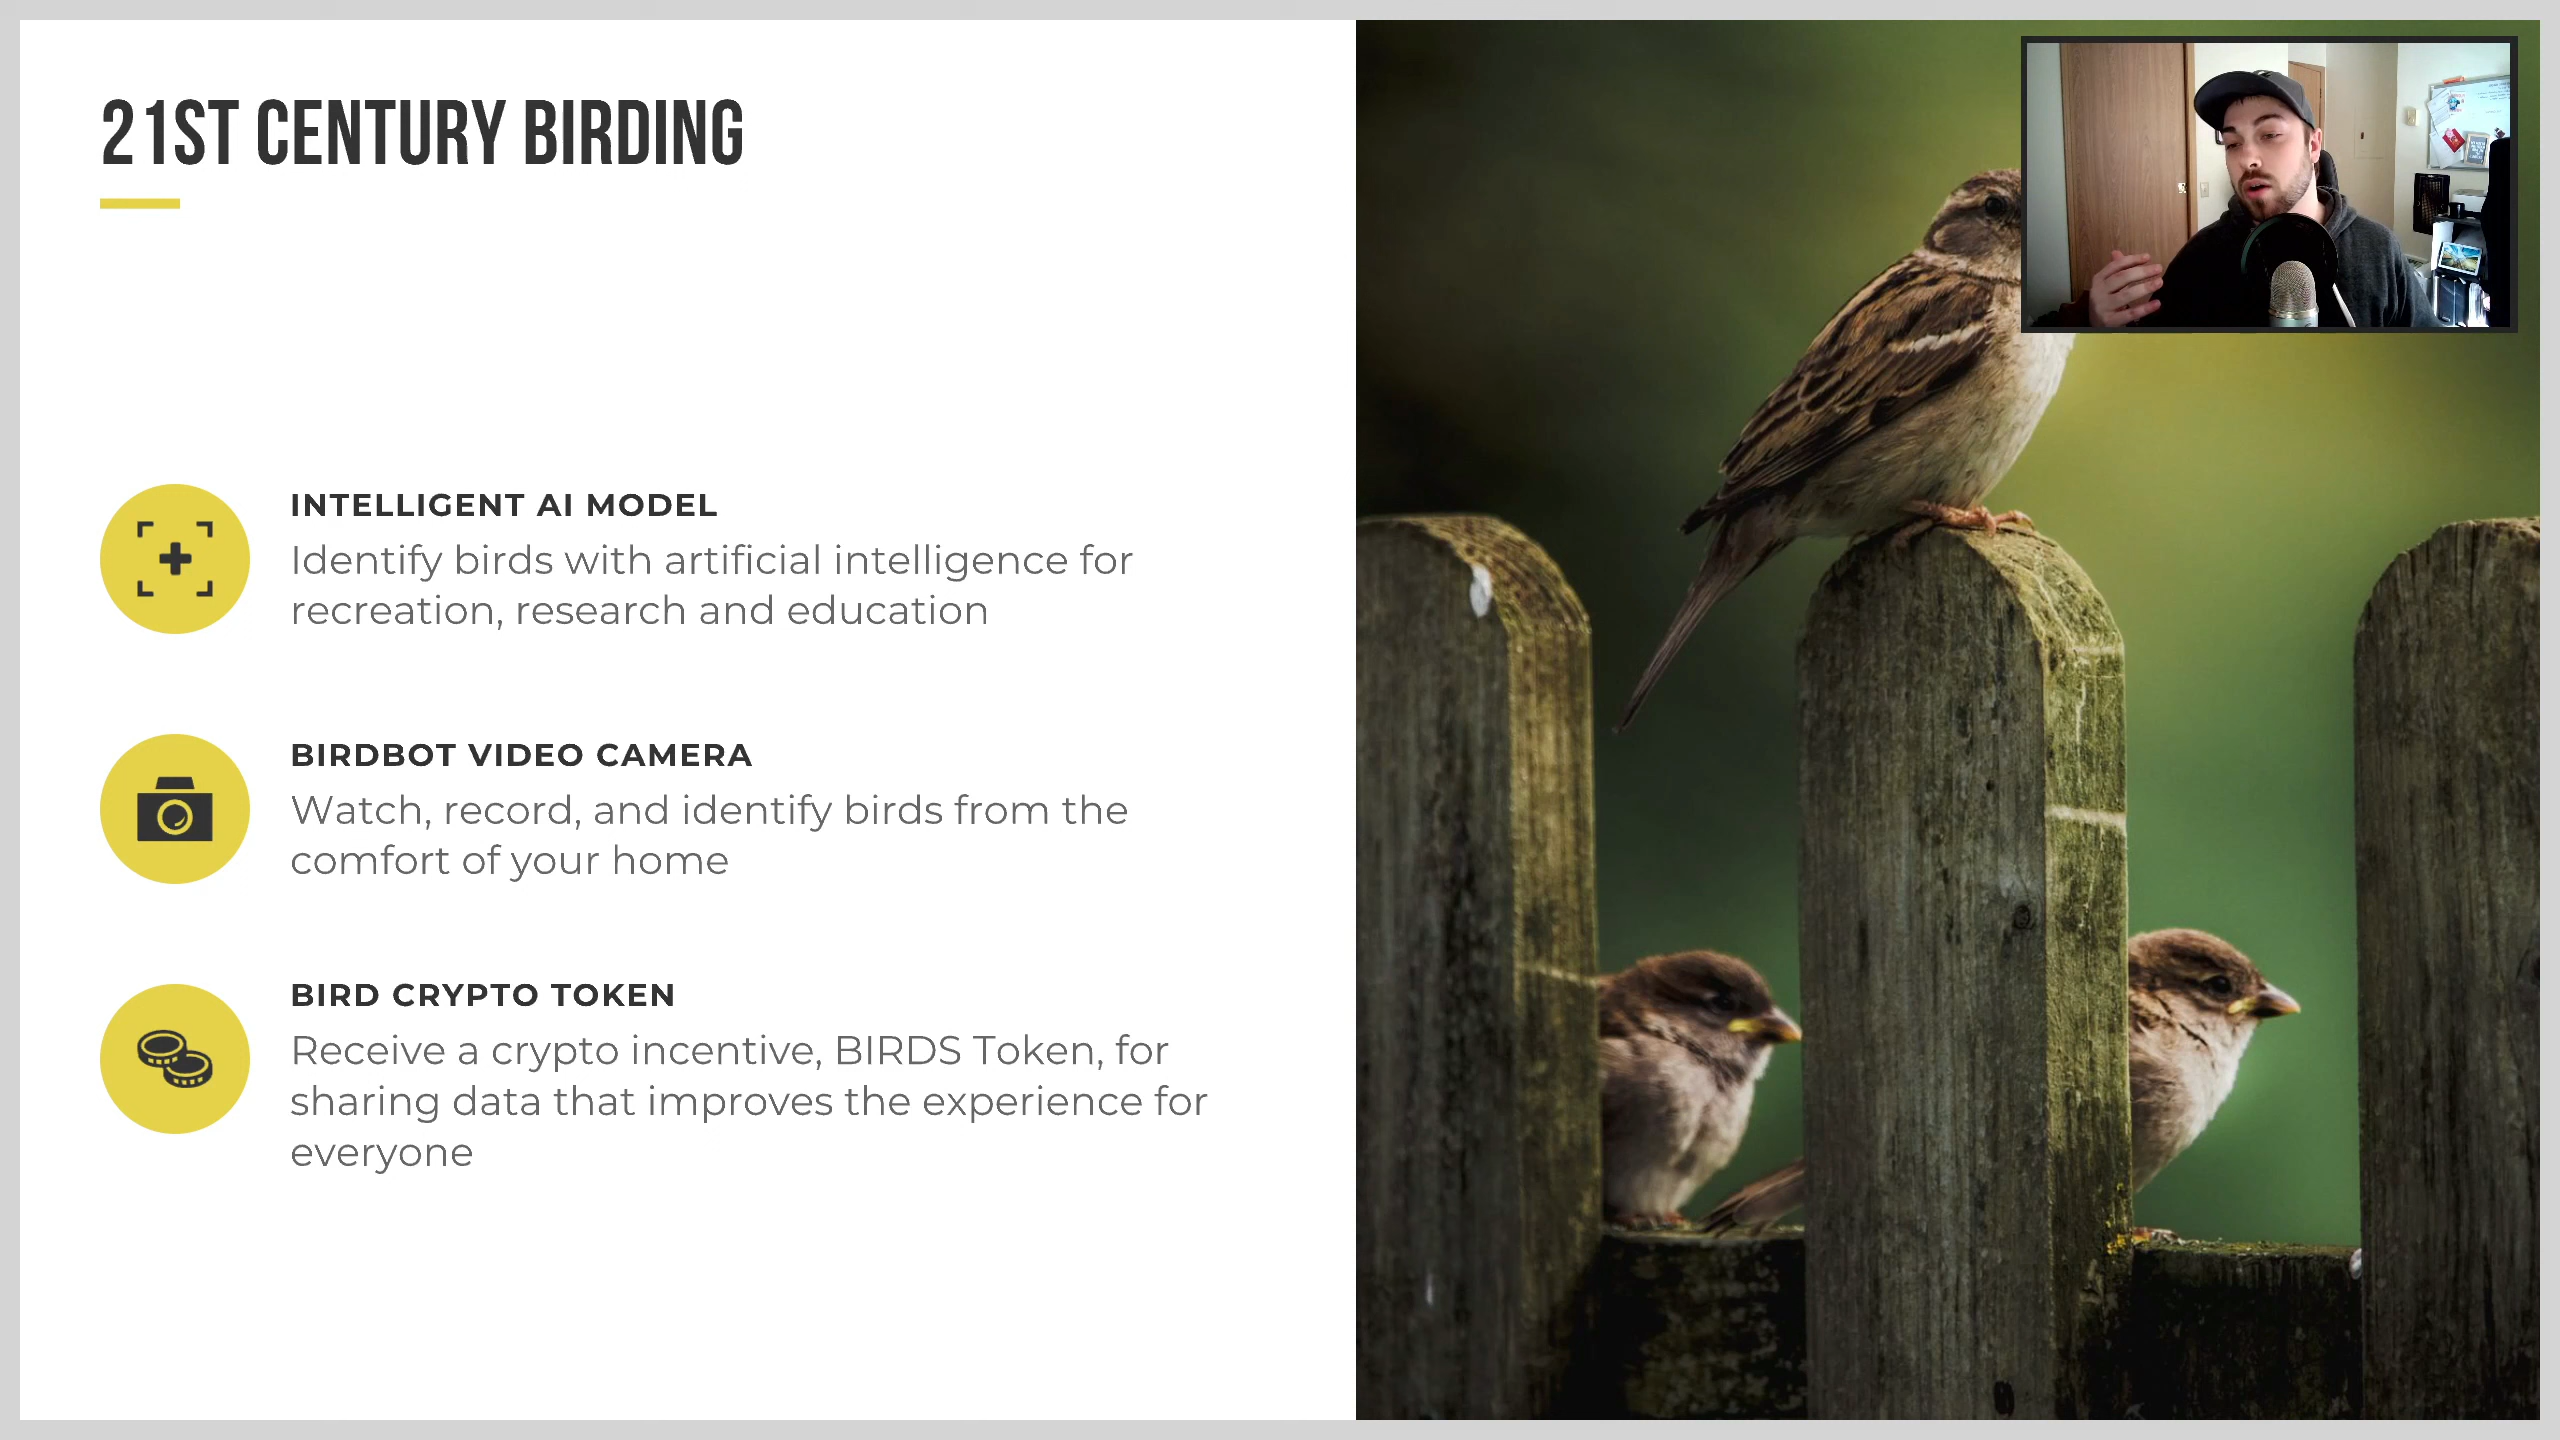 21ST CENTURY BIRDING
INTELLIGENT AI MODEL
Identify birds with artificial intelligence for
recreation, research and education
BIRDBOT VIDEO CAMERA
Watch, record, and identify birds from the
comfort of your home
BIRD CRYPTO TOKEN
Receive a crypto incentive, BIRDS Token, for
sharing data that improves the experience for
everyone